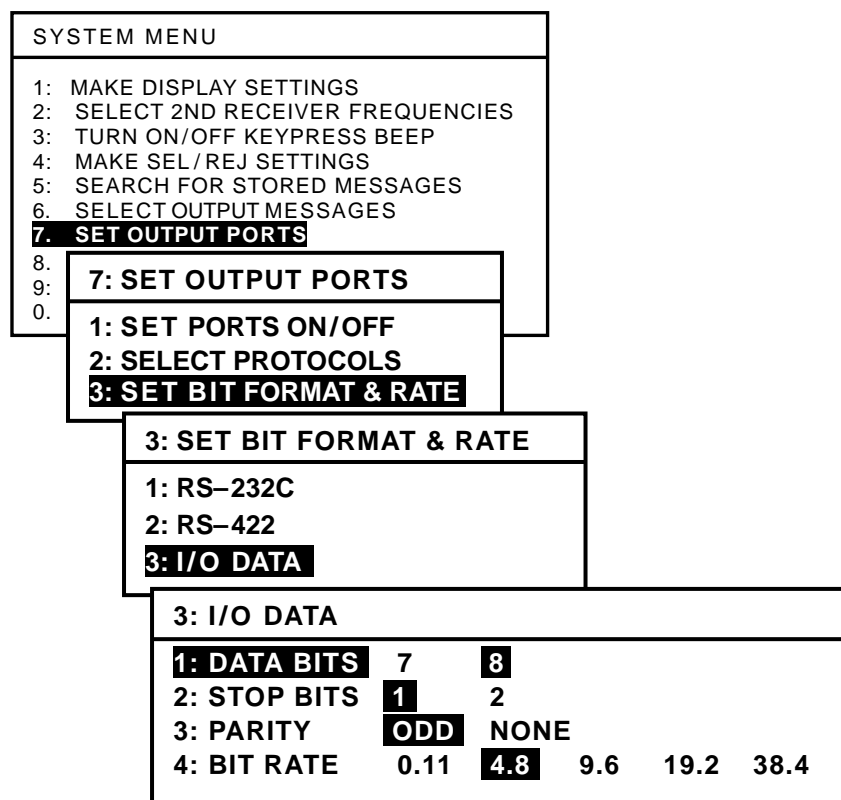 SYSTEM MENU
1: MAKE DISPLAY SETTINGS
2: SELECT 2ND RECEIVER FREQUENCIES
3: TURN ON/OFF KEYPRESS BEEP
4: MAKE SEL/REJ SETTINGS
5: SEARCH FOR STORED MESSAGES
6. SELECT OUTPUT MESSAGES
7. SET OUTPUT PORTS
8.
9:
0.
7: SET OUTPUT PORTS
1: SET PORTS ON/OFF
2: SELECT PROTOCOLS
3: SET BIT FORMAT & RATE
3: SET BIT FORMAT & RATE
1: RS–232C
2: RS–422
3: I/O DATA
3: I/O DATA
1: DATA BITS 7 8
2: STOP BITS 1 2
3: PARITY ODD NONE
4: BIT RATE 0.11 4.8 9.6 19.2 38.4